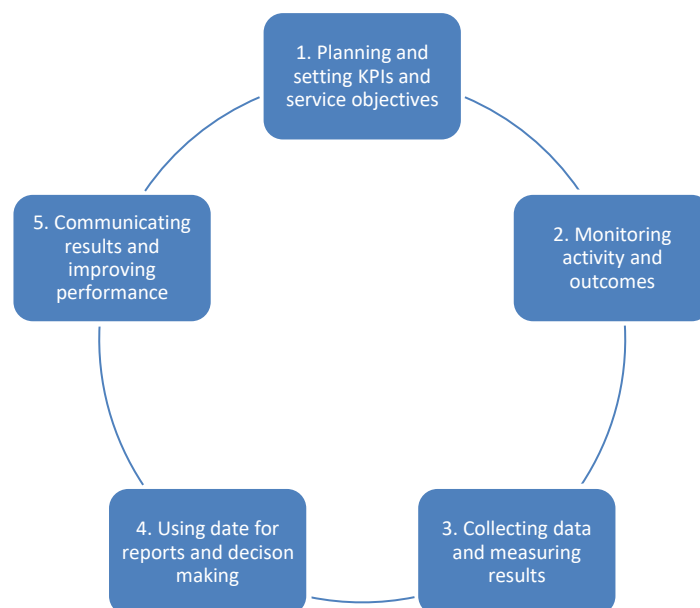 1. Planning and
setting KPIs and
service objectives
2. Monitoring
activity and
outcomes
3. Collecting data
and measuring
results
4. Using date for
reports and decison
making
5. Communicating
results and
improving
performance